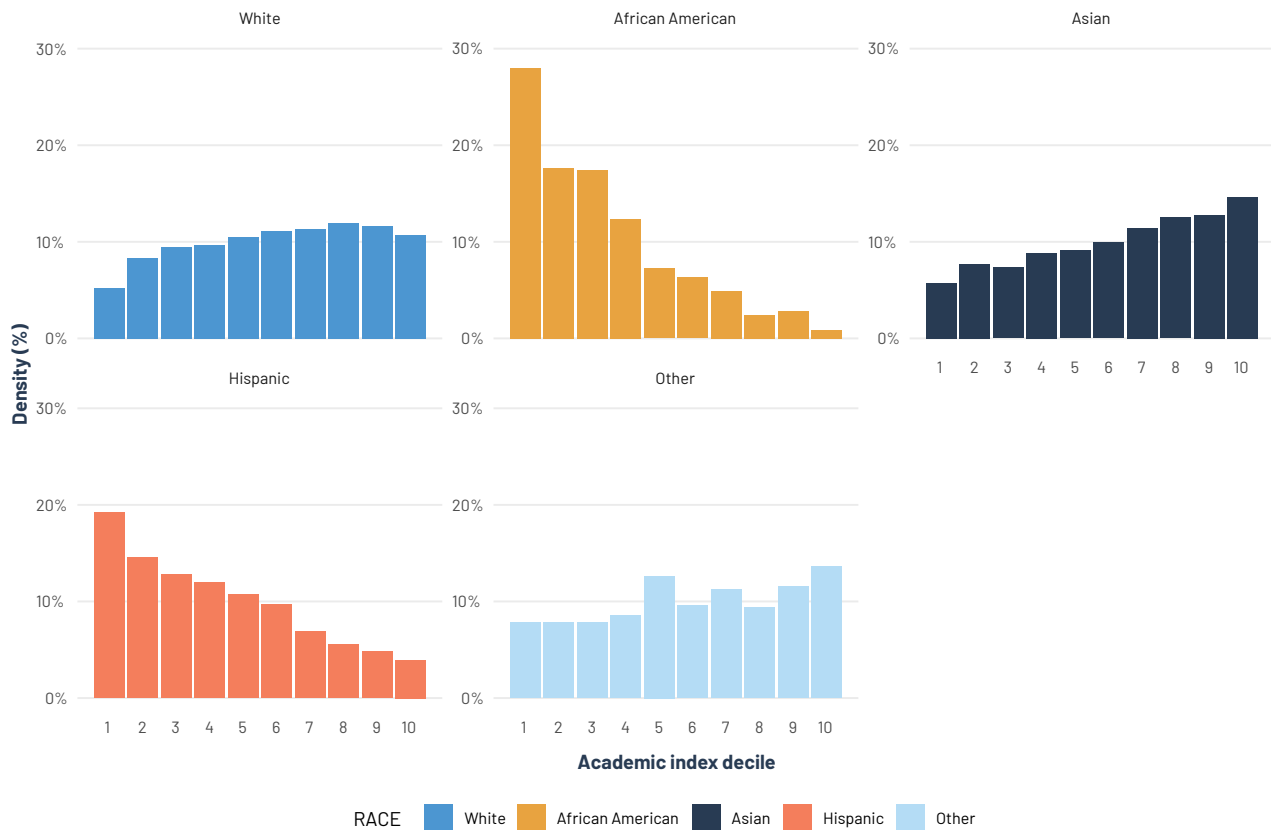 White
African American
Asian
30%
30%
30%
20%
20%
20%
10%
10%
10%
0%
0%
0%
1 2 3 4 5 6 7 8 9 10
Density (%)
Hispanic
Other
30%
30%
20%
20%
10%
10%
0%
0%
1 2 3 4 5 6 7 8 9 10
1 2 3 4 5 6 7 8 9 10
Academic index decile
RACE White African American Asian Hispanic Other